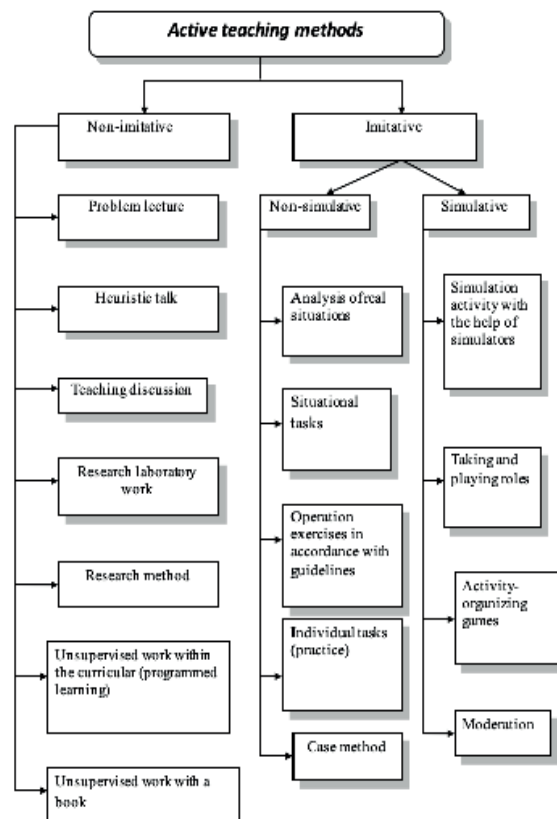 Active teaching methods
Non-imitative
Imitative
Problem lecture
Heuristic talk
Teaching discussion
Research laboratory
work
Research method
Unsupervised work within
the curricular (programmed
learning)
Unsupervised work with a
book
Non-simulative
Analysis of real
situations
Situational
tasks
Operation
exercises in
accordance with
guidelines
Individual tasks
(practice)
Case method
Simulative
Simulation
activity with
the help of
simulators
Taking and
playing roles
Activity-
organizing
games
Moderation